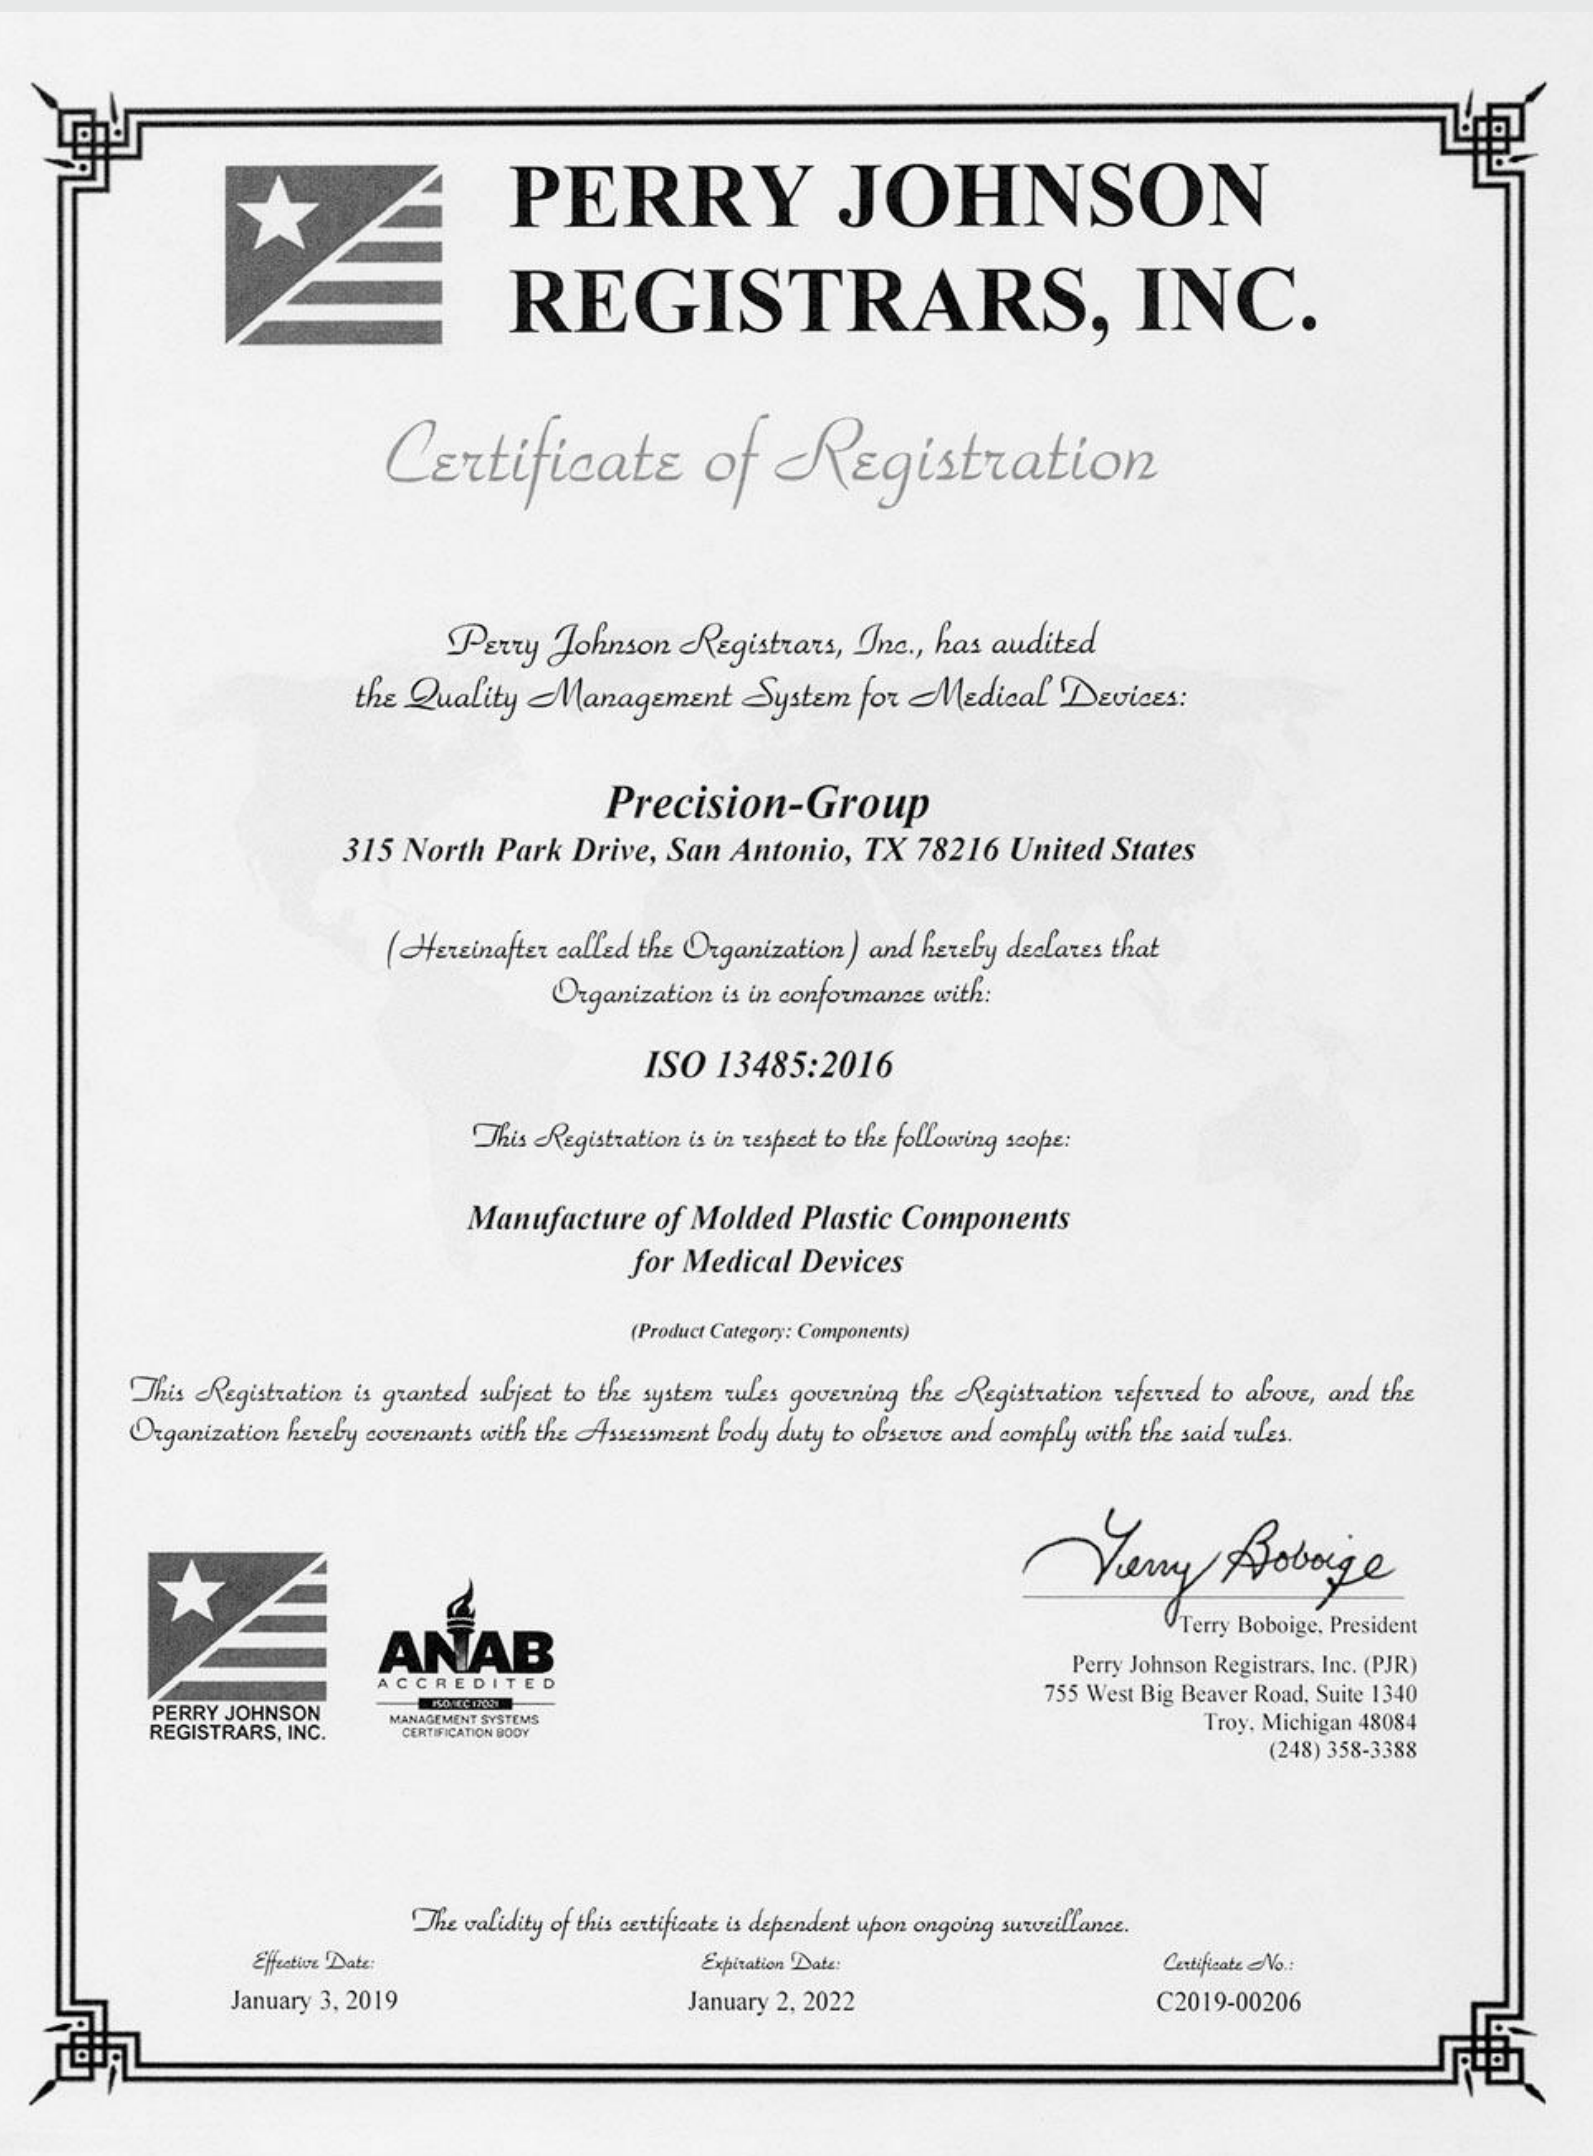 PERRY JOHNSON
REGISTRARS, INC.
Certificate of Registration
Perry Johnson Registrars, Inc., has audited
the Quality Management System for Medical Devices:
Precision-Group
315 North Park Drive, San Antonio, TX 78216 United States
(Hereinafter called the Organization) and hereby declares that
Organization is in conformance with:
ISO 13485:2016
This Registration is in respect to the following scope:
Manufacture of Molded Plastic Components
for Medical Devices
(Product Category: Components)
This Registration is granted subject to the system rules governing the Registration referred to above, and the
Organization hereby covenants with the Assessment body duty to observe and comply with the said rules.
PERRY JOHNSON
REGISTRARS, INC.
ANAB
ACCREDITED
ISO/IEC 17021
MANAGEMENT SYSTEMS
CERTIFICATION BODY
Terry Boboige
Terry Boboige, President
Perry Johnson Registrars, Inc. (PJR)
755 West Big Beaver Road, Suite 1340
Troy, Michigan 48084
(248) 358-3388
The validity of this certificate is dependent upon ongoing surveillance.
Effective Date: Expiration Date: Certificate No.:
January 3, 2019 January 2, 2022 C2019-00206